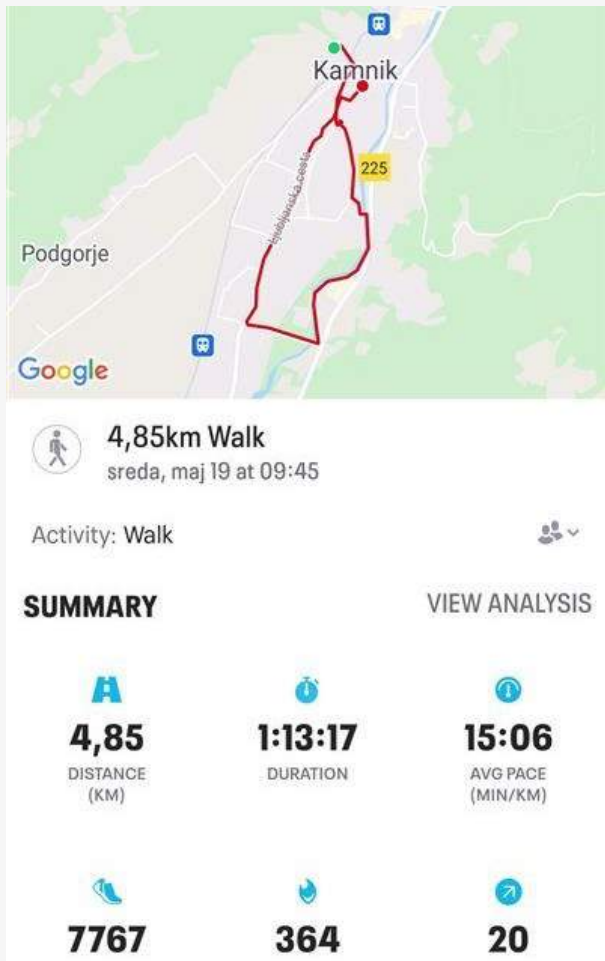 Kamnik
225
Ljubljanska cesta
Podgorje
Google
4,85km Walk
sreda, maj 19 at 09:45
Activity: Walk
SUMMARY
VIEW ANALYSIS
4,85
DISTANCE
(KM)
1:13:17
DURATION
15:06
AVG PACE
(MIN/KM)
7767
364
20